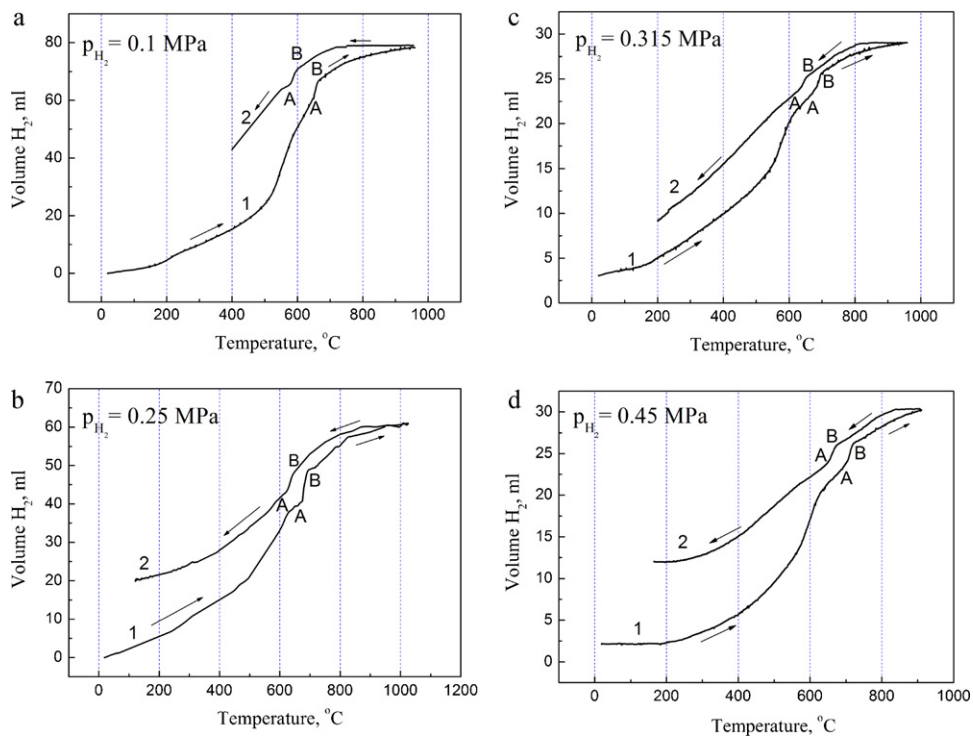 a
p_H₂ = 0.1 MPa
Volume H₂, ml
80
60
40
20
0
B
B
A
A
2
1
0 200 400 600 800 1000
Temperature, °C
c
p_H₂ = 0.315 MPa
Volume H₂, ml
35
30
25
20
15
10
5
0
B
B
A
A
2
1
0 200 400 600 800 1000
Temperature, °C
b
p_H₂ = 0.25 MPa
Volume H₂, ml
70
60
50
40
30
20
10
0
B
B
A
A
2
1
0 200 400 600 800 1000 1200
Temperature, °C
d
p_H₂ = 0.45 MPa
Volume H₂, ml
30
25
20
15
10
5
0
B
A
B
A
2
1
0 200 400 600 800 1000
Temperature, °C